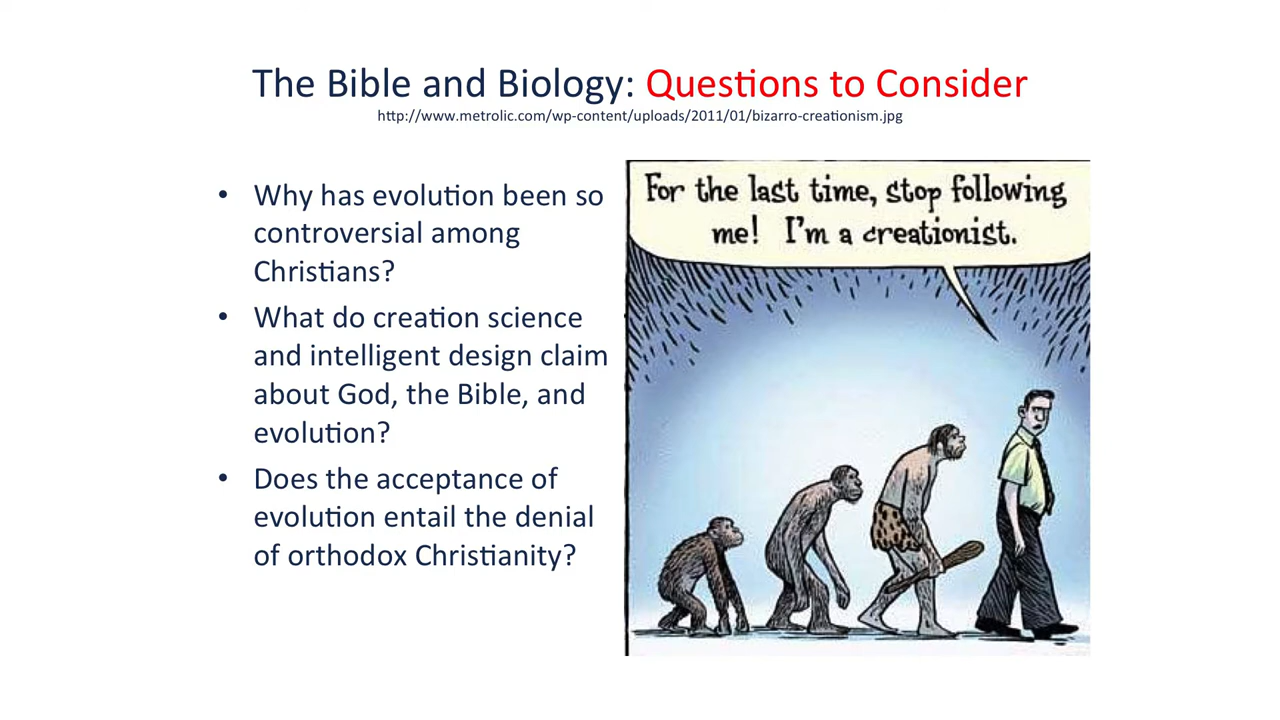 The Bible and Biology: Questions to Consider
http://www.metrolic.com/wp-content/uploads/2011/01/bizarro-creationism.jpg
• Why has evolution been so
controversial among
Christians?
• What do creation science
and intelligent design claim
about God, the Bible, and
evolution?
• Does the acceptance of
evolution entail the denial
of orthodox Christianity?
For the last time, stop following
me! I'm a creationist.